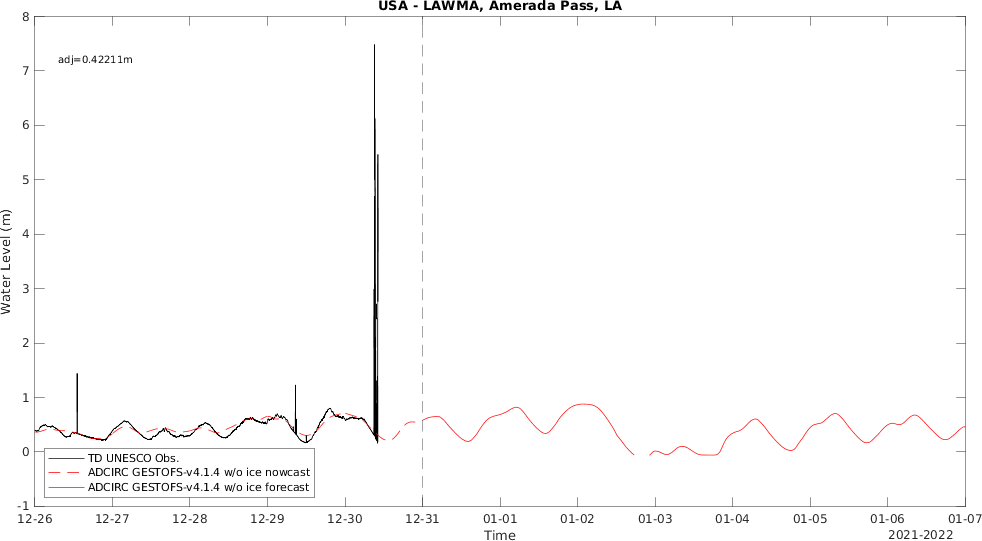 USA - LAWMA, Amerada Pass, LA
adj=0.42211m
8
7
6
5
4
3
2
1
0
-1
Water Level (m)
TD UNESCO Obs.
ADCIRC GESTOFS-v4.1.4 w/o ice nowcast
ADCIRC GESTOFS-v4.1.4 w/o ice forecast
12-26 12-27 12-28 12-29 12-30 12-31 01-01 01-02 01-03 01-04 01-05 01-06 01-07
Time
2021-2022